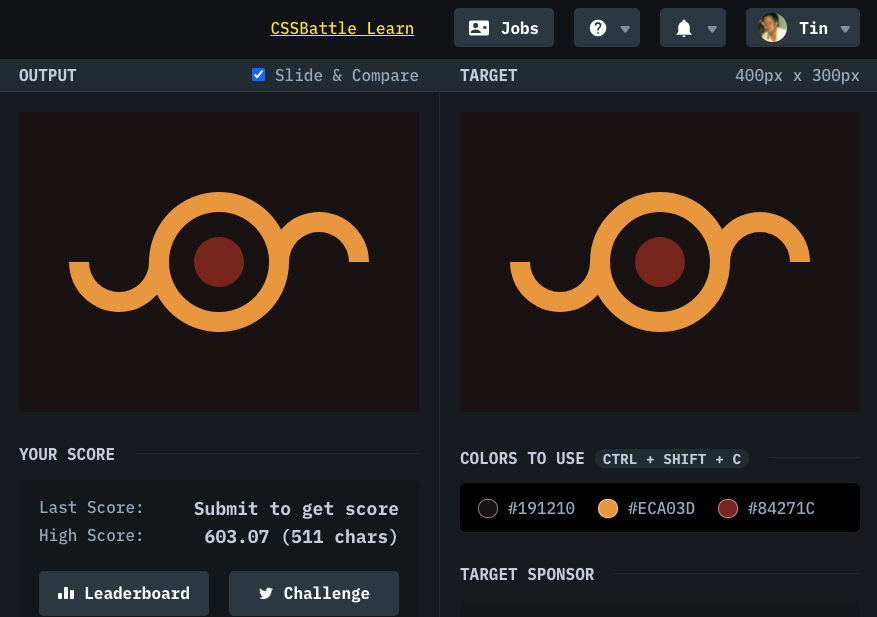 CSSBattle Learn
Jobs
Tin
OUTPUT
Slide & Compare
TARGET
400px x 300px
YOUR SCORE
Last Score: Submit to get score
High Score: 603.07 (511 chars)
Leaderboard
Challenge
COLORS TO USE CTRL + SHIFT + C
#191210 #ECA03D #84271C
TARGET SPONSOR